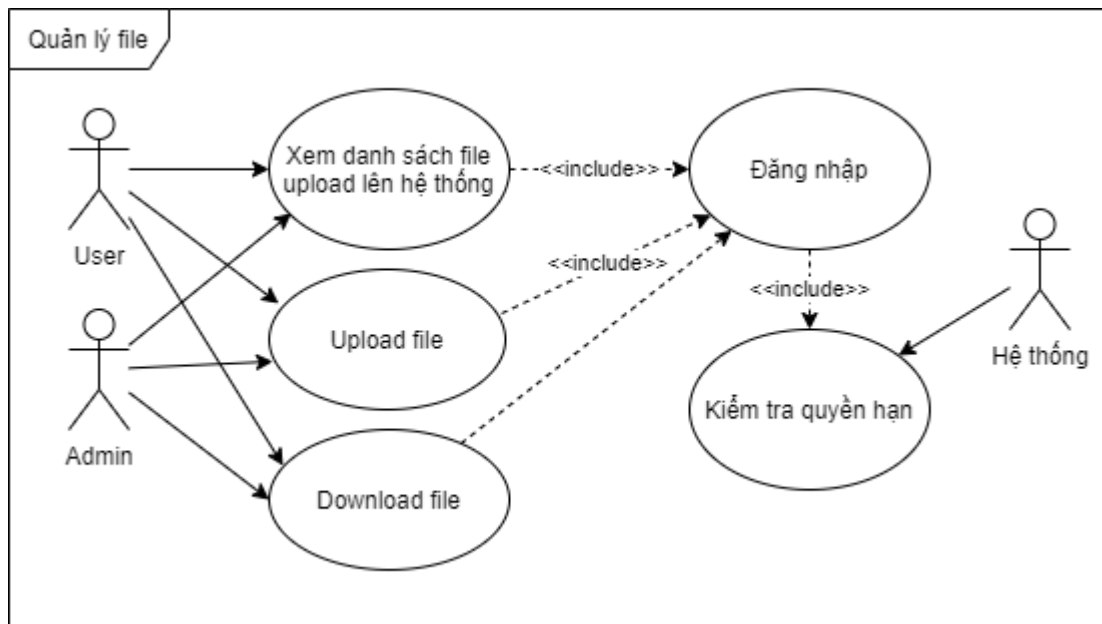 Quản lý file
Xem danh sách file
upload lên hệ thống
<<include>>
Đăng nhập
User
<<include>>
<<include>>
Upload file
Hệ thống
Admin
Kiểm tra quyền hạn
Download file